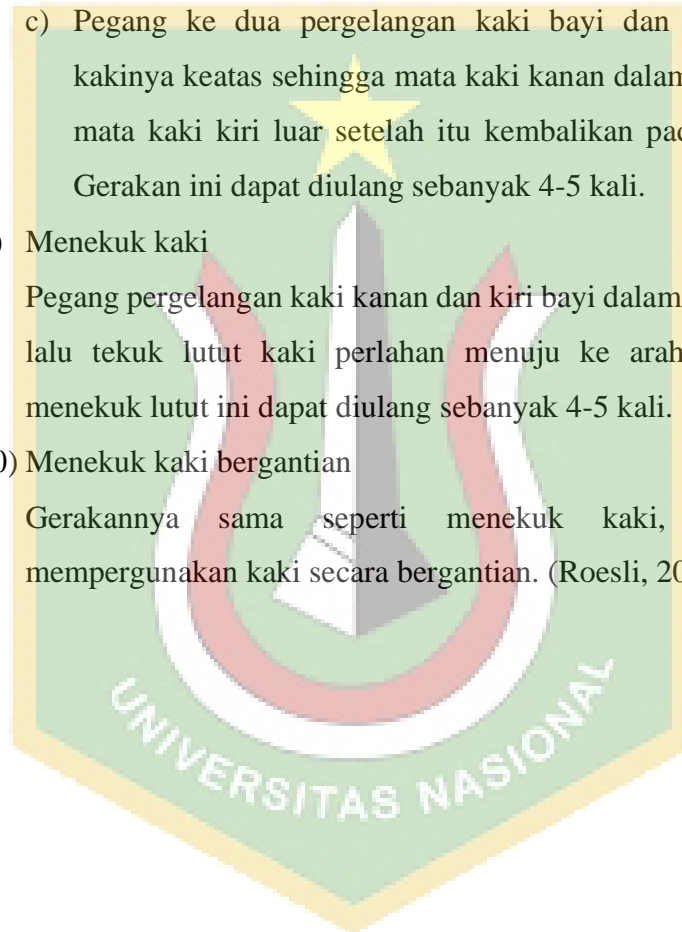 c) Pegang ke dua pergelangan kaki bayi dan
kakinya keatas sehingga mata kaki kanan dalam
mata kaki kiri luar setelah itu kembalikan
Gerakan ini dapat diulang sebanyak 4-5 kali.
) Menekuk kaki
Pegang pergelangan kaki kanan dan kiri bayi dalam
lalu tekuk lutut kaki perlahan menuju ke arah
menekuk lutut ini dapat diulang sebanyak 4-5 kali.
0) Menekuk kaki bergantian
Gerakannya sama seperti menekuk kaki,
mempergunakan kaki secara bergantian. (Roesli, 20
UNIVERSITAS NASIONAL